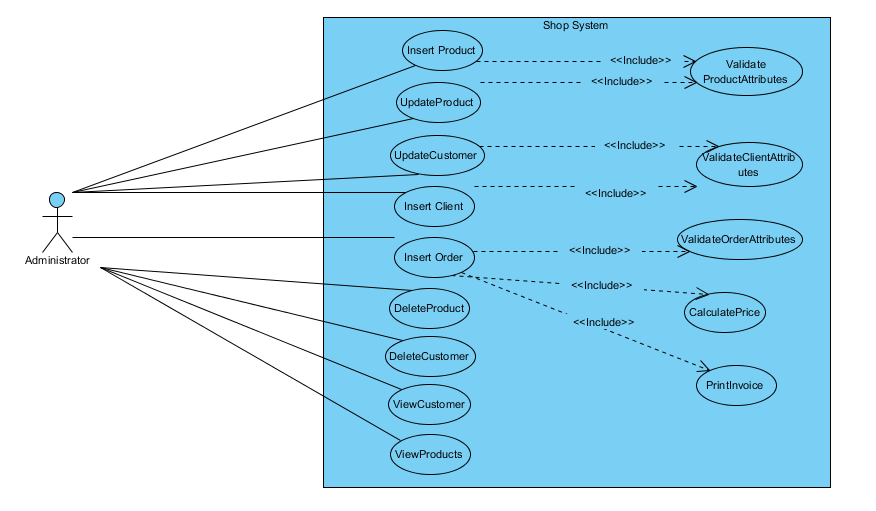 Shop System
Insert Product
<<Include>>
Validate
ProductAttributes
<<Include>>
UpdateProduct
UpdateCustomer
<<Include>>
ValidateClientAttrib
utes
<<Include>>
Insert Client
Administrator
Insert Order
<<Include>>
ValidateOrderAttributes
<<Include>>
DeleteProduct
CalculatePrice
<<Include>>
DeleteCustomer
PrintInvoice
ViewCustomer
ViewProducts